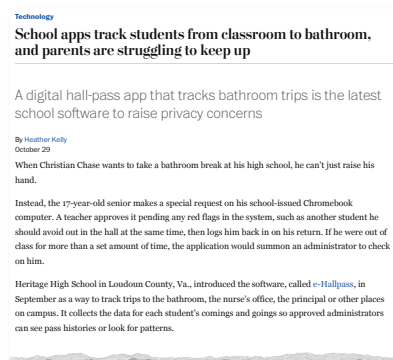 Technology
School apps track students from classroom to bathroom,
and parents are struggling to keep up
A digital hall-pass app that tracks bathroom trips is the latest
school software to raise privacy concerns
By Heather Kelly
October 29
When Christian Chase wants to take a bathroom break at his high school, he can't just raise his
hand.
Instead, the 17-year-old senior makes a special request on his school-issued Chromebook
computer. A teacher approves it pending any red flags in the system, such as another student he
should avoid out in the hall at the same time, then logs him back in on his return. If he were out of
class for more than a set amount of time, the application would summon an administrator to check
on him.
Heritage High School in Loudoun County, Va., introduced the software, called e-Hallpass, in
September as a way to track trips to the bathroom, the nurse's office, the principal or other places
on campus. It collects the data for each student's comings and goings so approved administrators
can see pass histories or look for patterns.